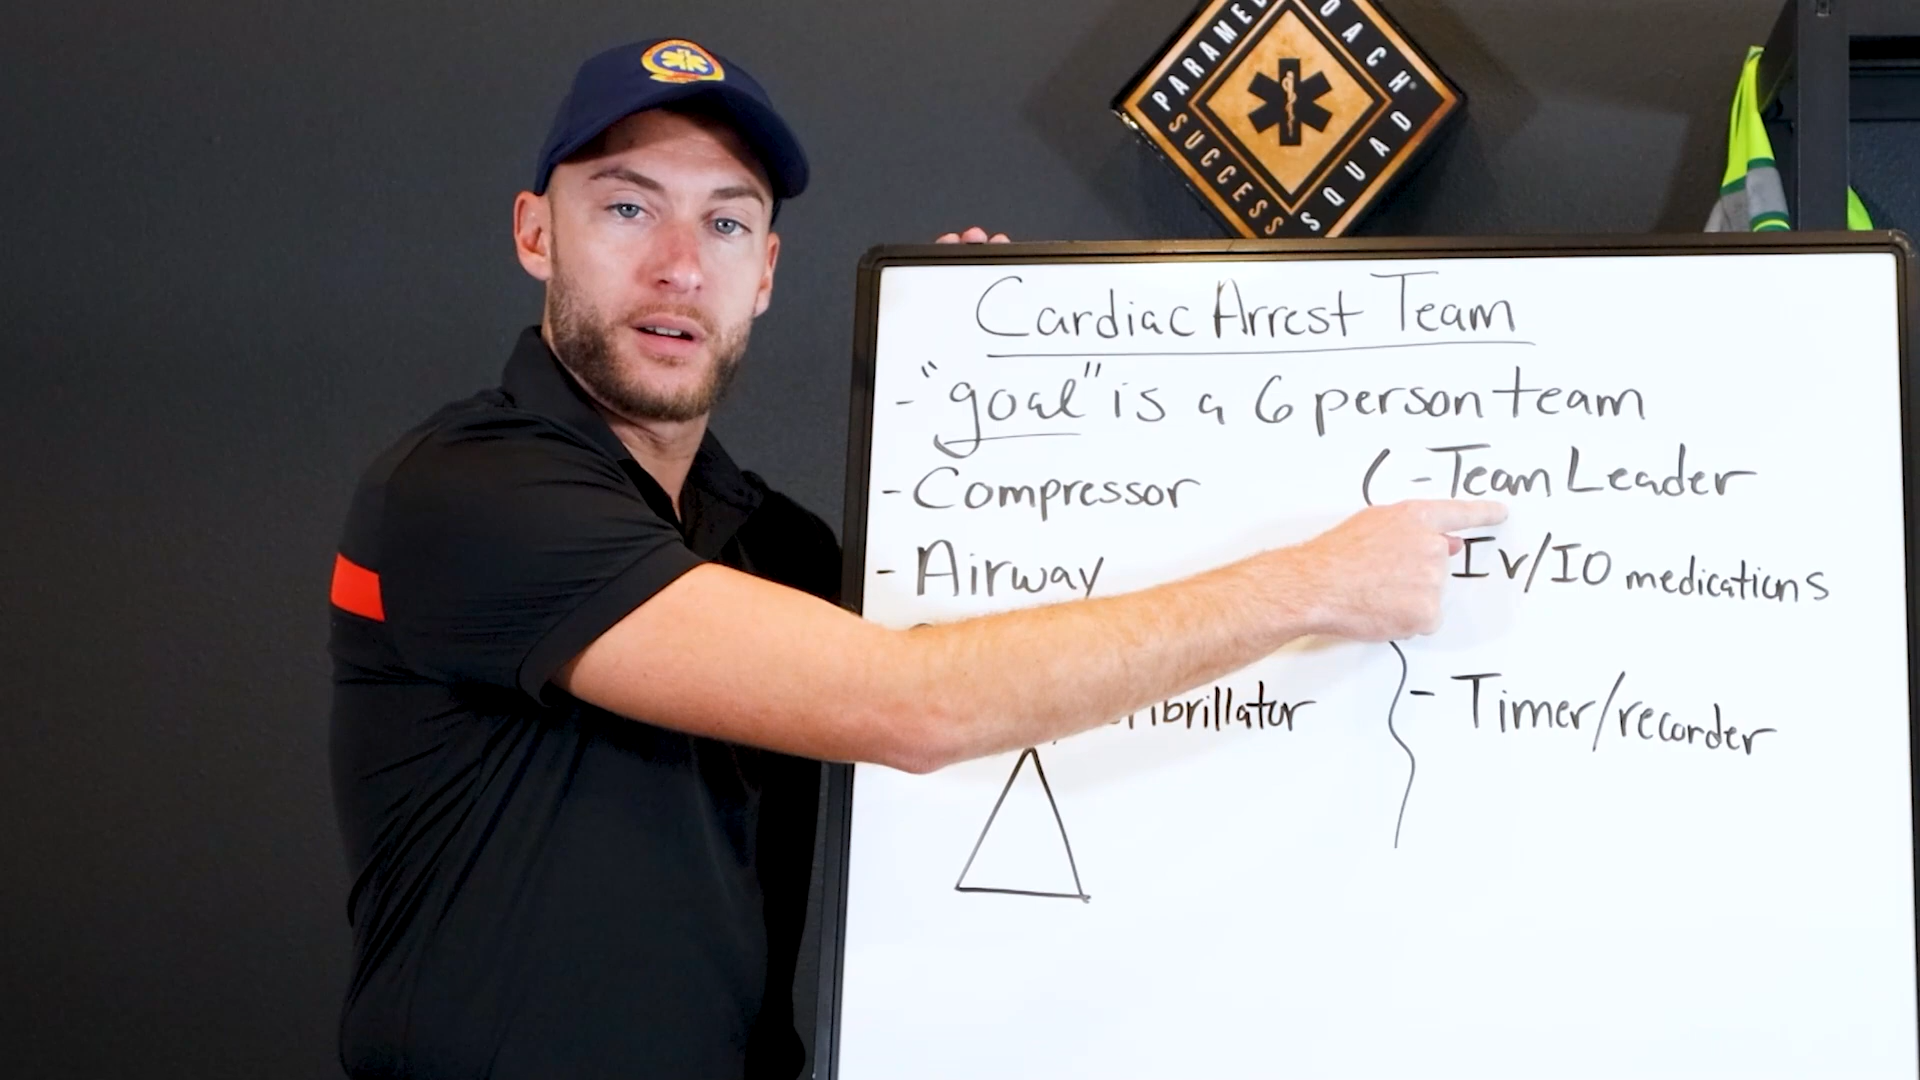 PARAMEDIC COACH
SUCCESS SQUAD
Cardiac Arrest Team
- "goal" is a 6 person team
- Compressor
- Airway
ibrillator
- Team Leader
IV/IO medications
- Timer/recorder